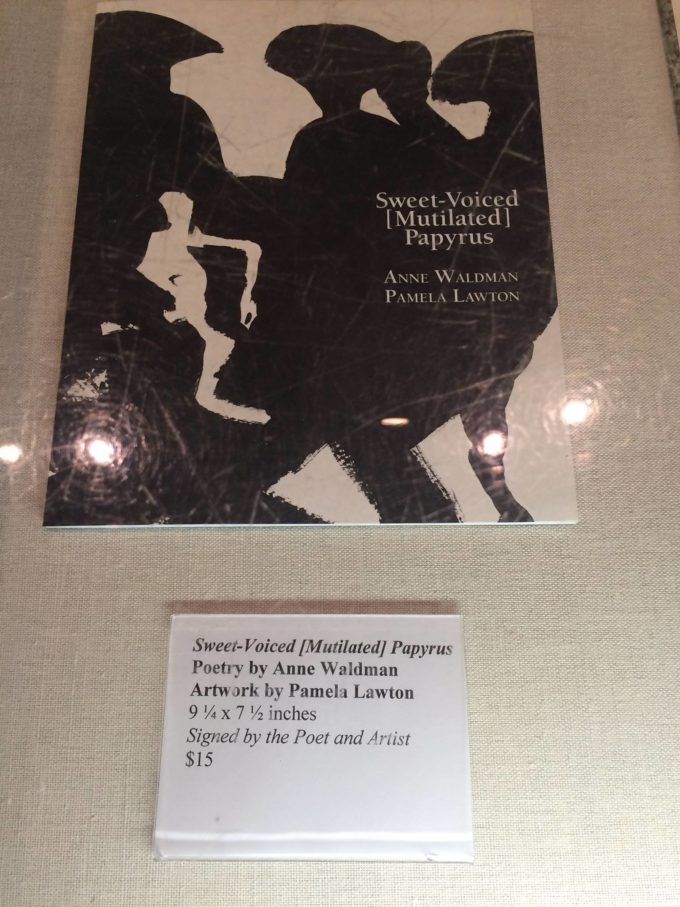 Sweet-Voiced
[Mutilated]
Papyrus
Anne Waldman
Pamela Lawton
Sweet-Voiced [Mutilated] Papyrus
Poetry by Anne Waldman
Artwork by Pamela Lawton
9 ¼ x 7 ½ inches
Signed by the Poet and Artist
$15